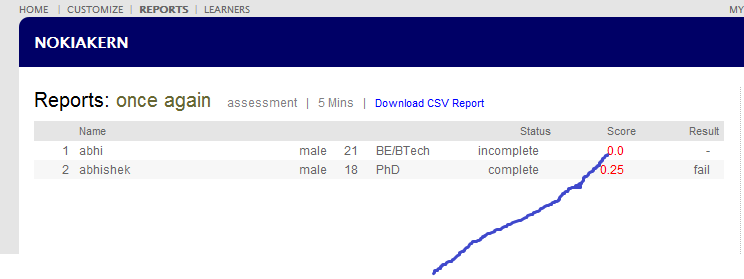 HOME | CUSTOMIZE | REPORTS | LEARNERS MY
NOKIAKERN
Reports: once again assessment | 5 Mins | Download CSV Report
Name Status Score Result
1 abhi male 21 BE/BTech incomplete 0.0 -
2 abhishek male 18 PhD complete 0.25 fail